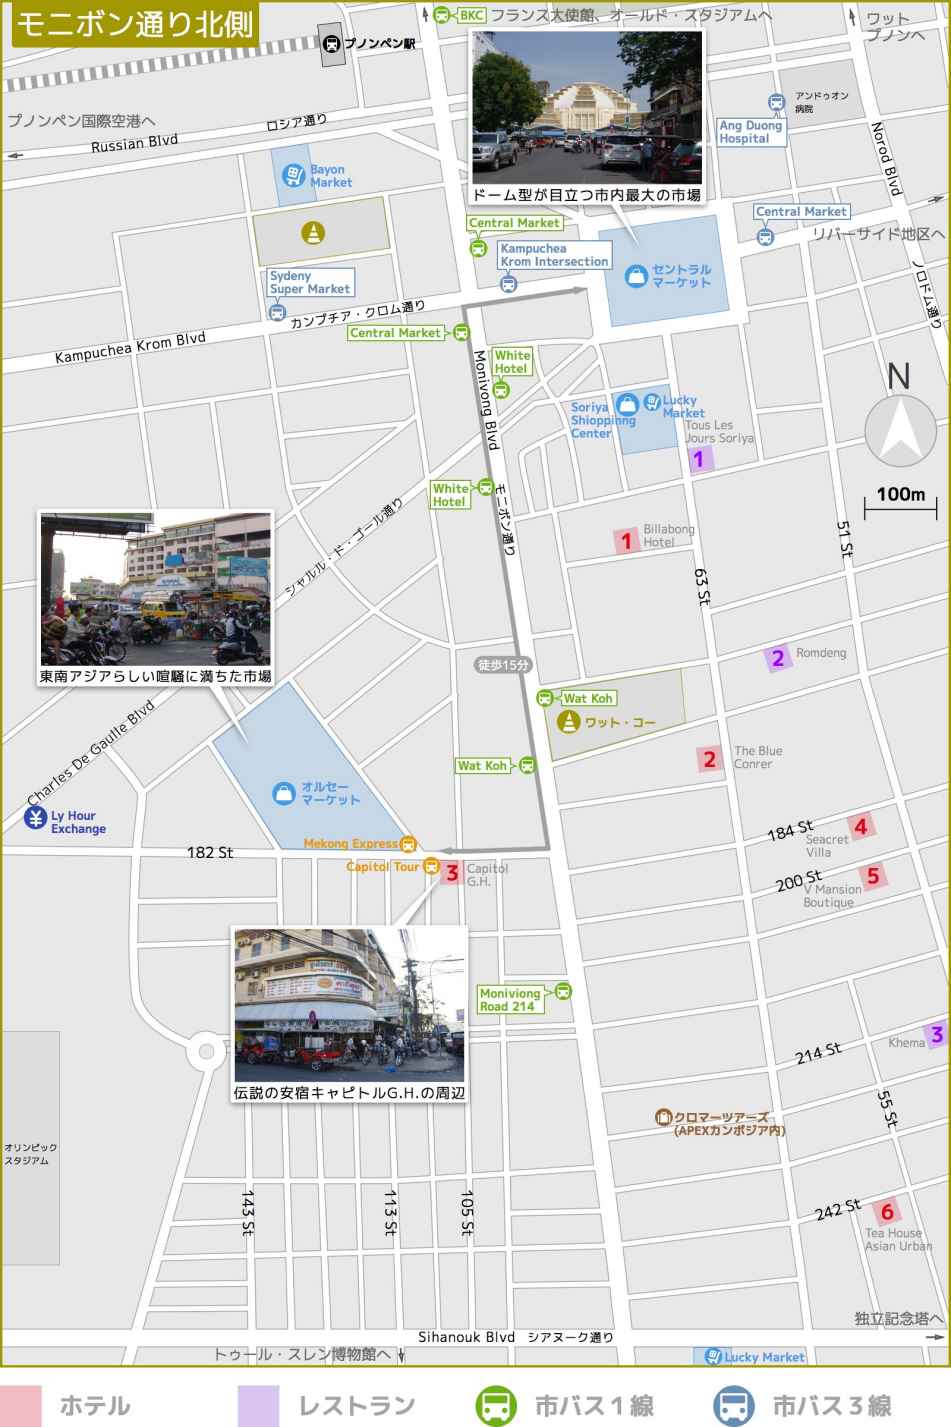 モニボン通り北側
BKC
フランス大使館、オールド・スタジアムへ
ワット
プノンへ
プノンペン駅
アンドゥオン
病院
プノンペン国際空港へ
ロシア通り
Russian Blvd
Ang Duong
Hospital
Norod Blvd
Bayon
Market
ドーム型が目立つ市内最大の市場
Central Market
Central Market
リバーサイド地区へ
Kampuchea
Krom Intersection
セントラル
マーケット
ノロドム通り
Sydeny
Super Market
カンプチア・クロム通り
Central Market
Kampuchea Krom Blvd
Monivong Blvd
White
Hotel
N
Soriya
Shioppinng
Center
Lucky
Market
Tous Les
Jours Soriya
1
100m
White
Hotel
モニボン通り
シャルル・ド・ゴール通り
1
Billabong
Hotel
51 St
63 St
東南アジアらしい喧騒に満ちた市場
徒歩15分
2
Romdeng
Wat Koh
ワット・コー
Charles De Gaulle Blvd
Wat Koh
2
The Blue
Conrer
オルセー
マーケット
Ly Hour
Exchange
184 St
4
Seacret
Villa
Mekong Express
182 St
Capitol Tour
3
Capitol
G.H.
200 St
5
V Mansion
Boutique
Moniviong
Road 214
伝説の安宿キャピトルG.H.の周辺
3
Khema
214 St
55 St
クロマーツアーズ
(APEXカンボジア内)
オリンピック
スタジアム
143 St
113 St
105 St
242 St
6
Tea House
Asian Urban
独立記念塔へ
Sihanouk Blvd シアヌーク通り
トゥール・スレン博物館へ
Lucky Market
ホテル
レストラン
市バス1線
市バス3線